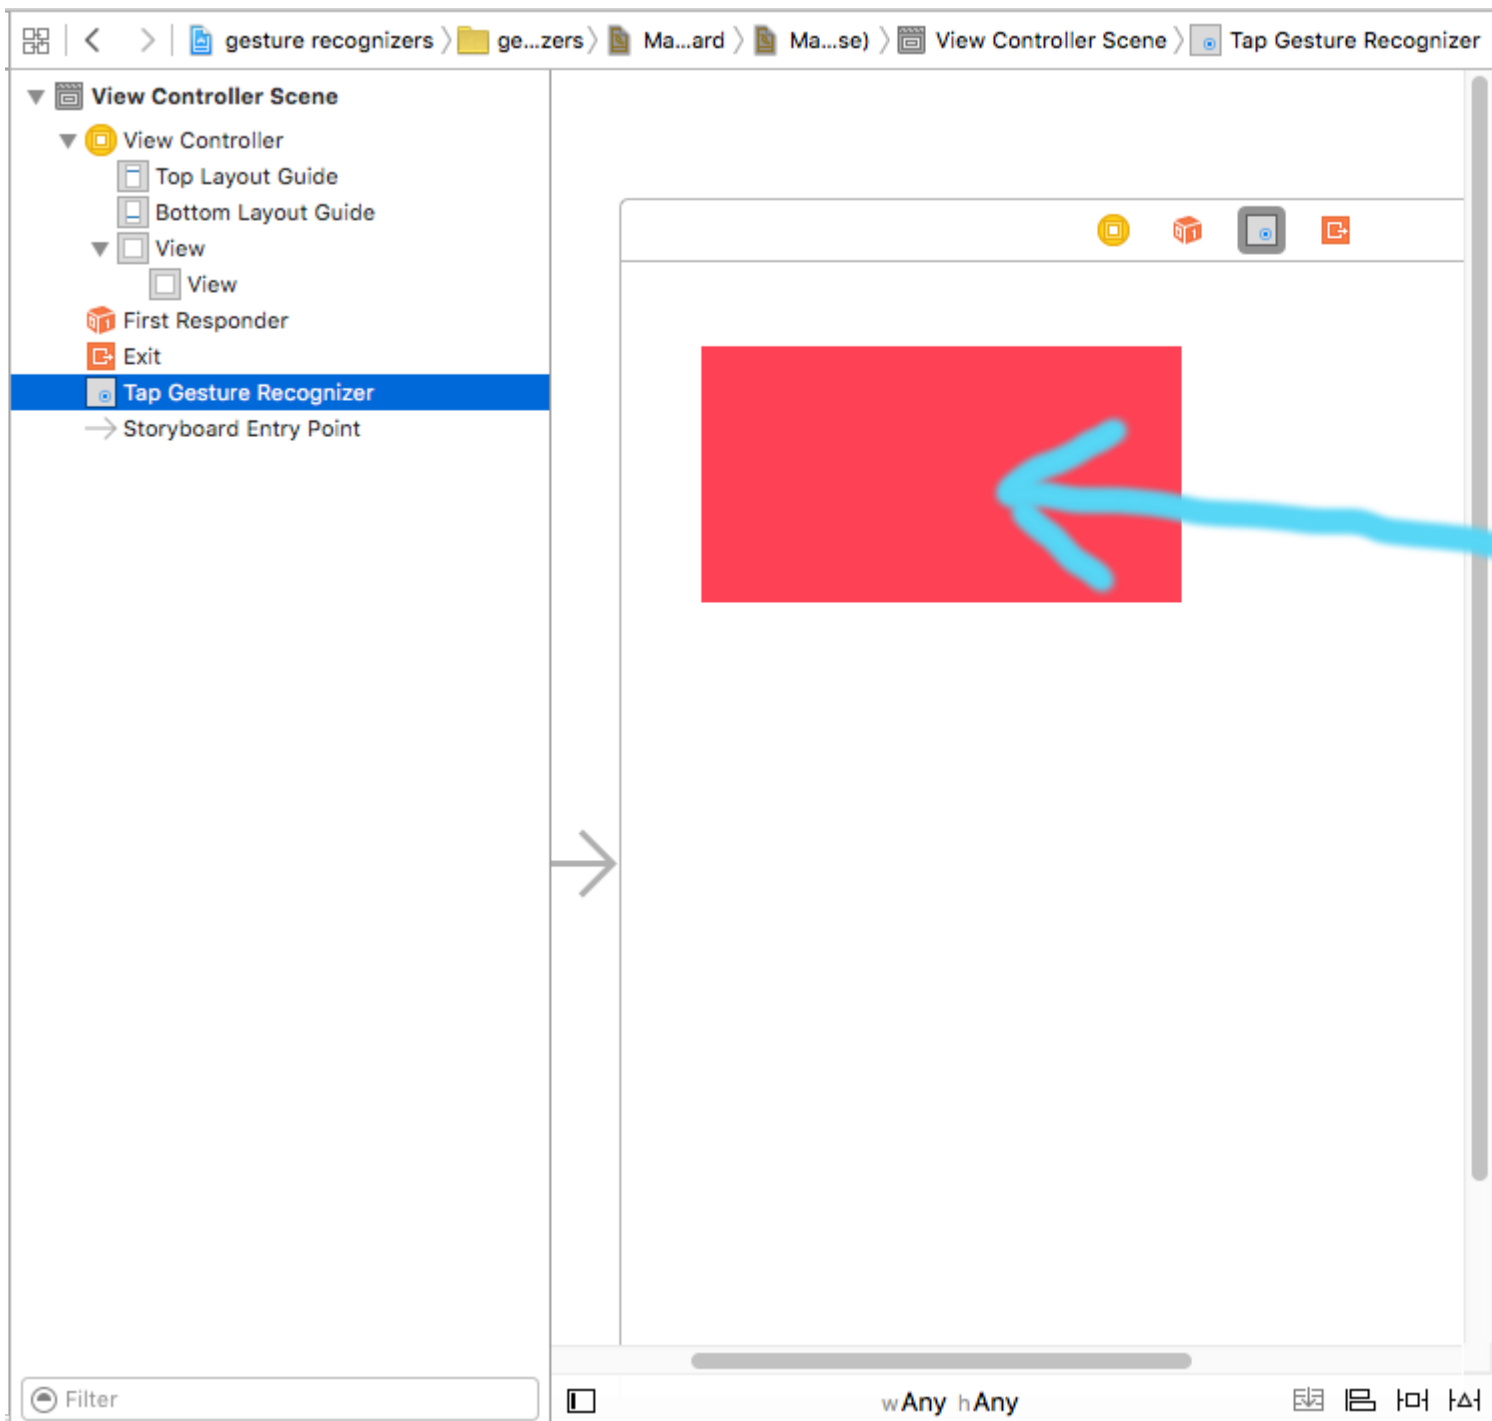 gesture recognizers ge...zers Ma...ard Ma...se) View Controller Scene Tap Gesture Recognizer
View Controller Scene
View Controller
Top Layout Guide
Bottom Layout Guide
View
View
First Responder
Exit
Tap Gesture Recognizer
Storyboard Entry Point
Filter
wAny hAny